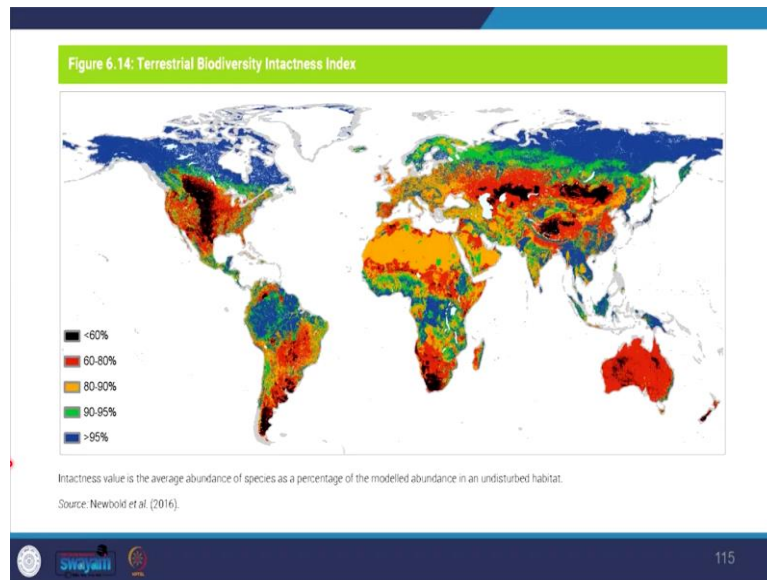 Figure 6.14: Terrestrial Biodiversity Intactness Index
<60%
60-80%
80-90%
90-95%
>95%
Intactness value is the average abundance of species as a percentage of the modelled abundance in an undisturbed habitat.
Source: Newbold et al. (2016).
swayam
115